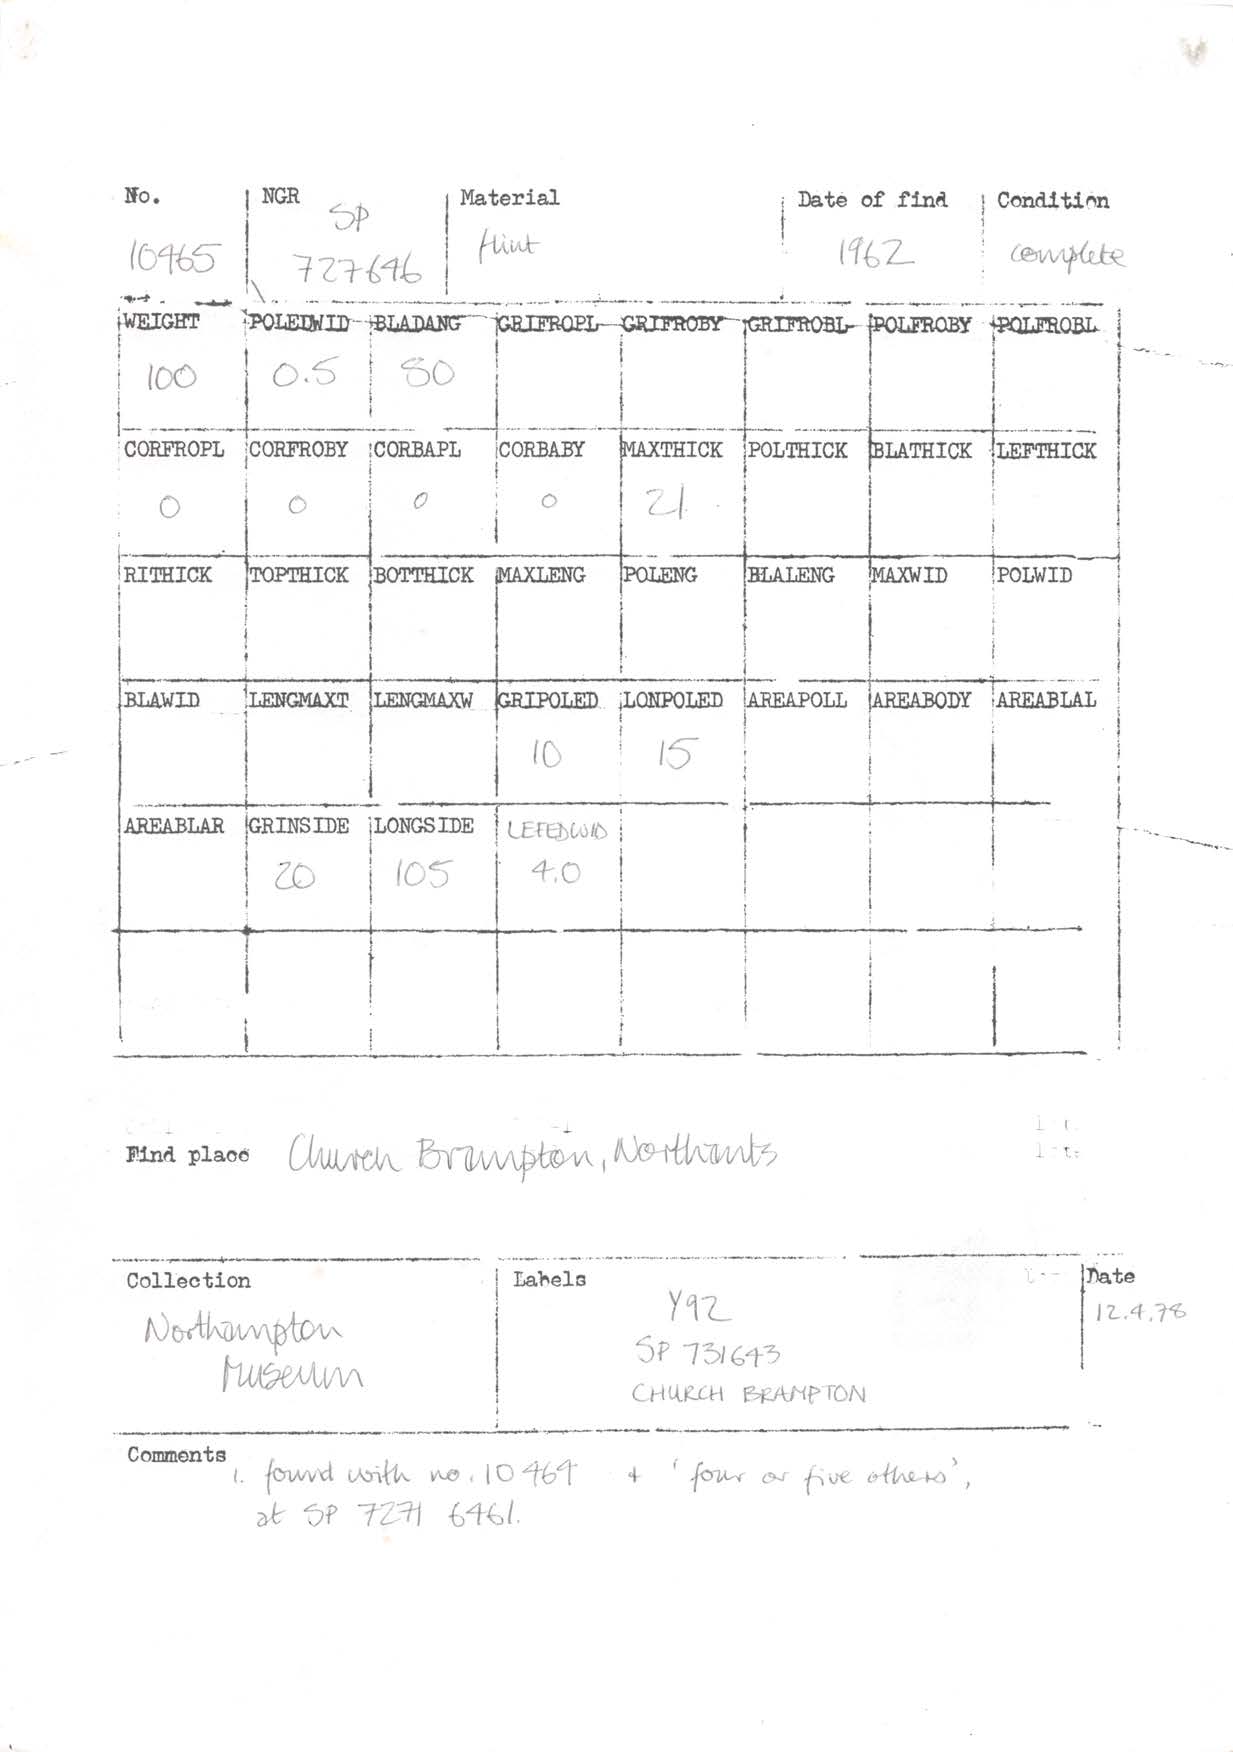 No. NGR Material Date of find Condition
SP
10465 727646 flint 1962 complete
WEIGHT POLEDWID BLADANG GRIFROPL GRIFROBY GRIFROBL POLFROBY POLFROBL
100 0.5 80
CORFROPL CORFROBY CORBAPL CORBABY MAXTHICK POLTHICK BLATHICK LEFTHICK
0 0 0 0 21
RITHICK TOPTHICK BOTTHICK MAXLENG POLENG BLALENG MAXWID POLWID
BLAWID LENGMAXT LENGMAXW GRIPOLED LONPOLED AREAPOLL AREABODY AREABLAL
10 15
AREABLAR GRINSIDE LONGSIDE LEFEDWID
20 105 4.0
Find place Church Brampton, Northants
Collection Labels Date
Northampton
Museum
Y92
SP 731643
CHURCH BRAMPTON
12.4.78
Comments
1. found with no. 10464 + 'four or five others',
at SP 7271 6461.